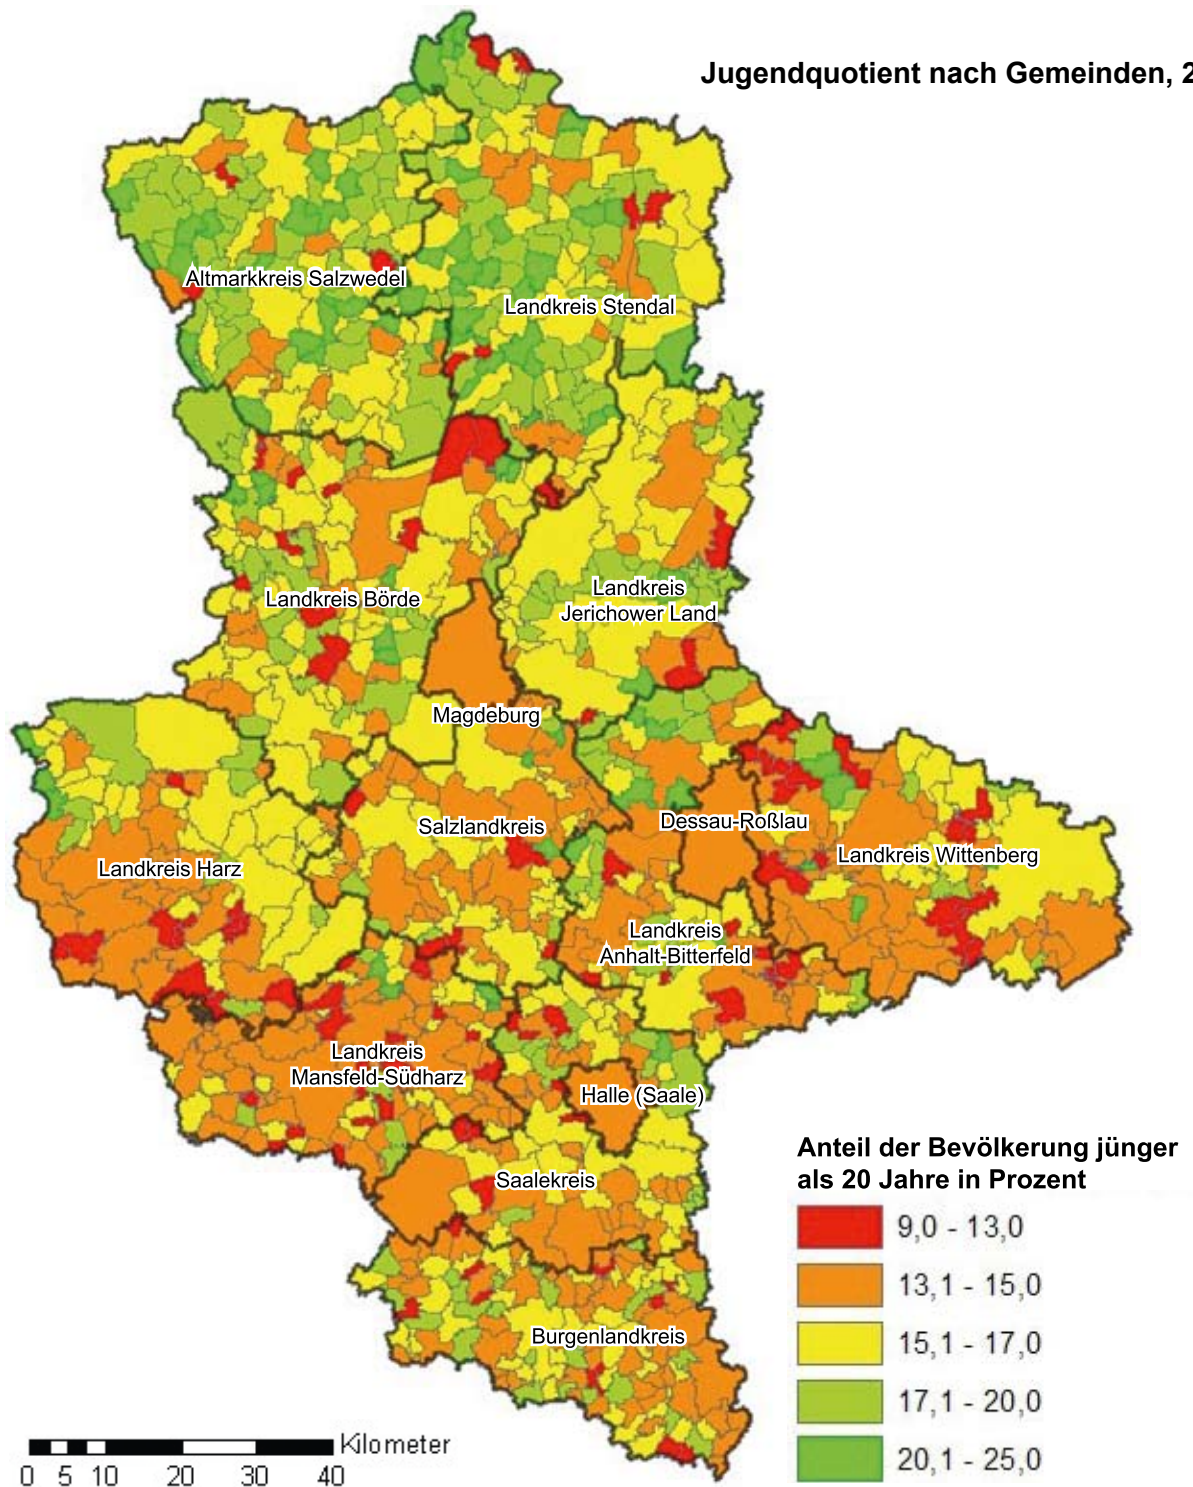 Jugendquotient nach Gemeinden, 2
Altmarkkreis Salzwedel
Landkreis Stendal
Landkreis Börde
Landkreis
Jerichower Land
Magdeburg
Salzlandkreis
Dessau-Roßlau
Landkreis Harz
Landkreis Wittenberg
Landkreis
Anhalt-Bitterfeld
Landkreis
Mansfeld-Südharz
Halle (Saale)
Saalekreis
Burgenlandkreis
Anteil der Bevölkerung jünger
als 20 Jahre in Prozent
9,0 - 13,0
13,1 - 15,0
15,1 - 17,0
17,1 - 20,0
20,1 - 25,0
Kilometer
0 5 10 20 30 40